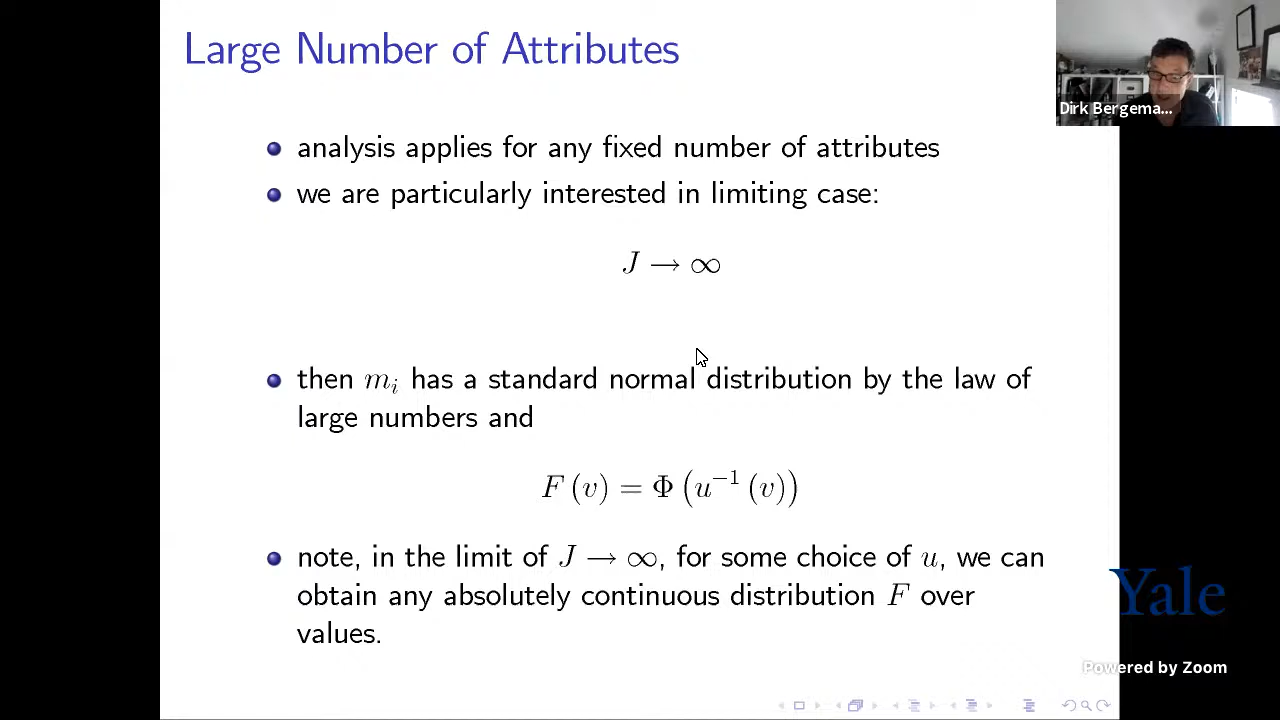 Large Number of Attributes
Dirk Bergema...
analysis applies for any fixed number of attributes
we are particularly interested in limiting case:
J → ∞
then mᵢ has a standard normal distribution by the law of
large numbers and
F (v) = Φ (u⁻¹ (v))
note, in the limit of J → ∞, for some choice of u, we can
obtain any absolutely continuous distribution F over
values.
Yale
Powered by Zoom